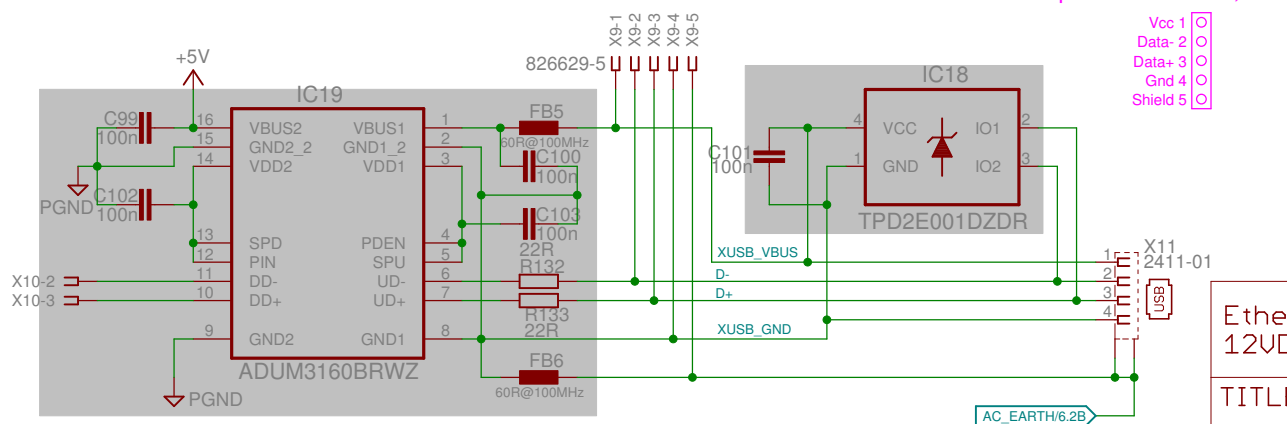 Vcc 1
Data- 2
Data+ 3
Gnd 4
Shield 5
X9-1
X9-2
X9-3
X9-4
X9-5
826629-5
+5V
IC19
IC18
C99
100n
16 VBUS2 VBUS1 1
15 GND2_2 GND1_2 2
14 VDD2 VDD1 3
FB5
60R@100MHz
C100
100n
C101
100n
4 VCC IO1 2
1 GND IO2 3
TPD2E001DZDR
PGND
C102
100n
C103
100n
13 SPD PDEN 4
12 PIN SPU 5
11 DD- UD- 6
10 DD+ UD+ 7
9 GND2 GND1 8
X10-2
X10-3
22R
R132
R133
22R
XUSB_VBUS
D-
D+
XUSB_GND
X11
2411-01
1
2
3
4
USB
ADUM3160BRWZ
FB6
60R@100MHz
PGND
AC_EARTH/6.2B
Ethe
12VD
TITL